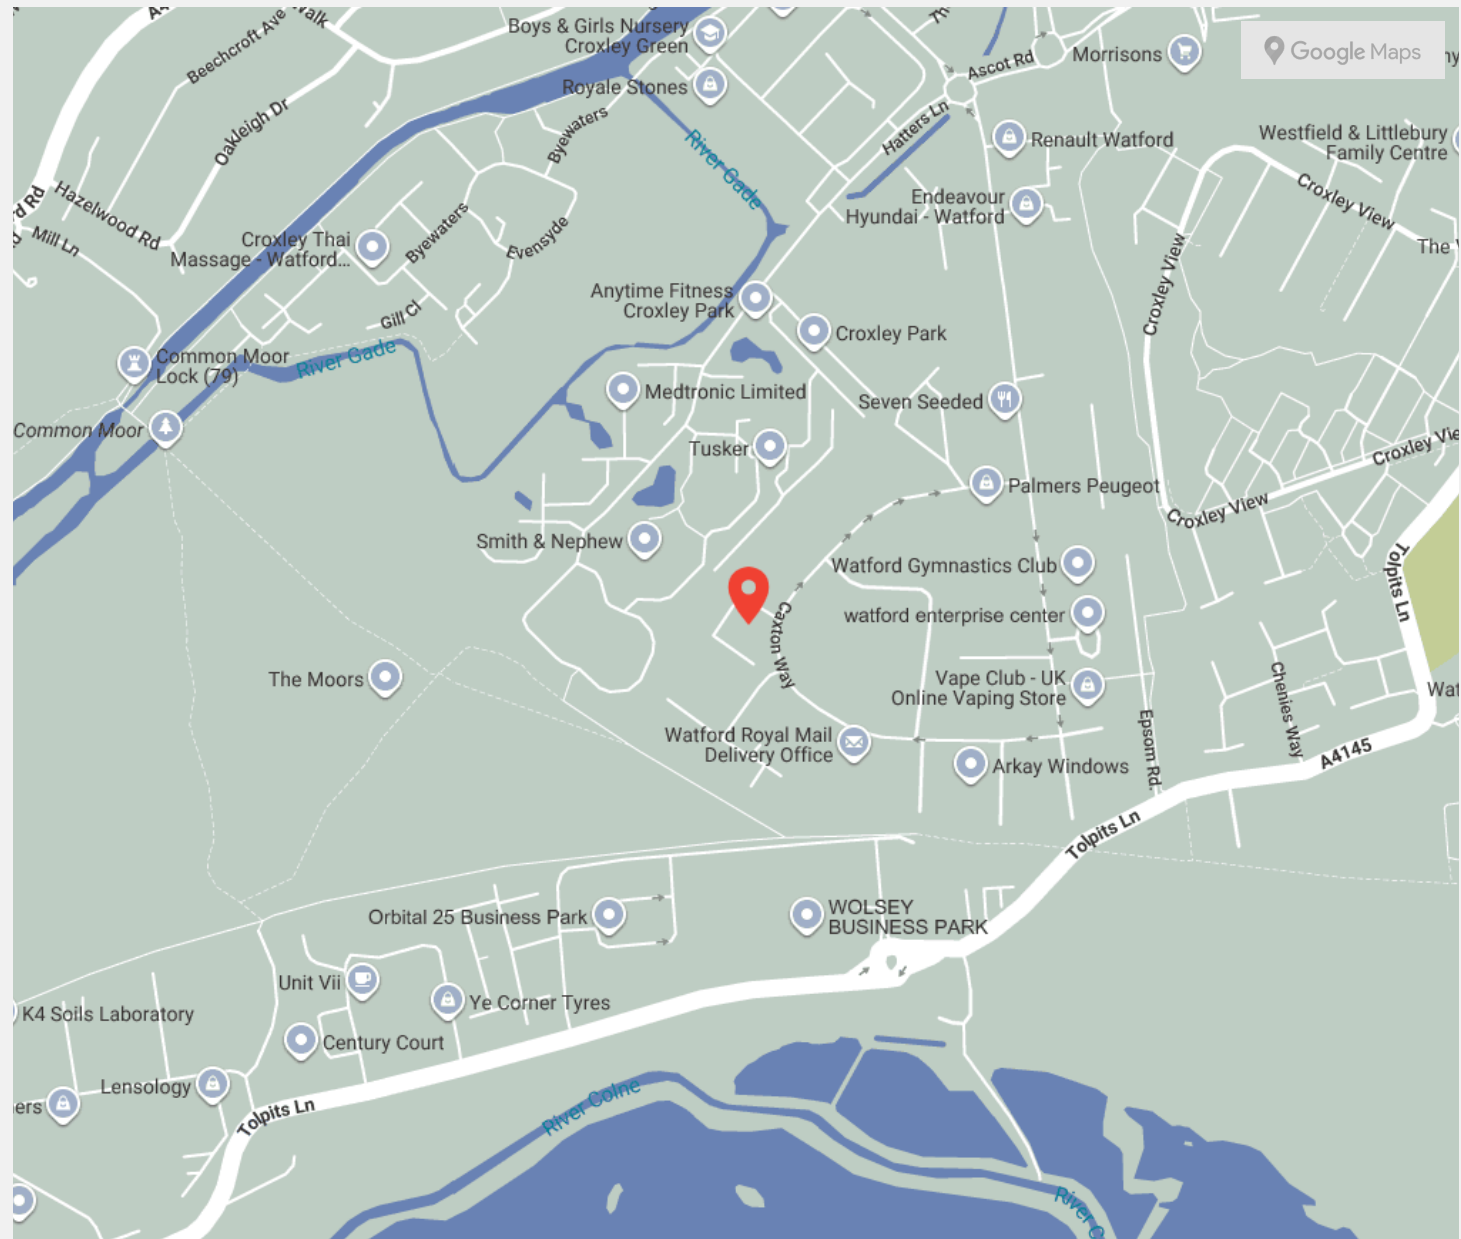 Walk
Beechcroft Ave
Boys & Girls Nursery
Croxley Green
Royale Stones
Ascot Rd
Morrisons
Google Maps
Oakleigh Dr
Byewaters
Hatters Ln
River Gade
Renault Watford
Westfield & Littlebury
Family Centre
Hazelwood Rd
Mill Ln
Croxley Thai
Massage - Watford...
Byewaters
Evensyde
Endeavour
Hyundai - Watford
Croxley View
The
Croxley View
Anytime Fitness
Croxley Park
Croxley Park
Gill Cl
River Gade
Common Moor
Lock (79)
Common Moor
Medtronic Limited
Seven Seeded
Tusker
Croxley Vie
Palmers Peugeot
Croxley View
Smith & Nephew
Watford Gymnastics Club
Tolpits Ln
watford enterprise center
Caxton Way
The Moors
Vape Club - UK
Online Vaping Store
Chenies Way
Wat
Watford Royal Mail
Delivery Office
Epsom Rd.
Arkay Windows
A4145
Tolpits Ln
Orbital 25 Business Park
WOLSEY
BUSINESS PARK
Unit Vii
Ye Corner Tyres
K4 Soils Laboratory
Century Court
Lensology
ers
Tolpits Ln
River Colne
River C